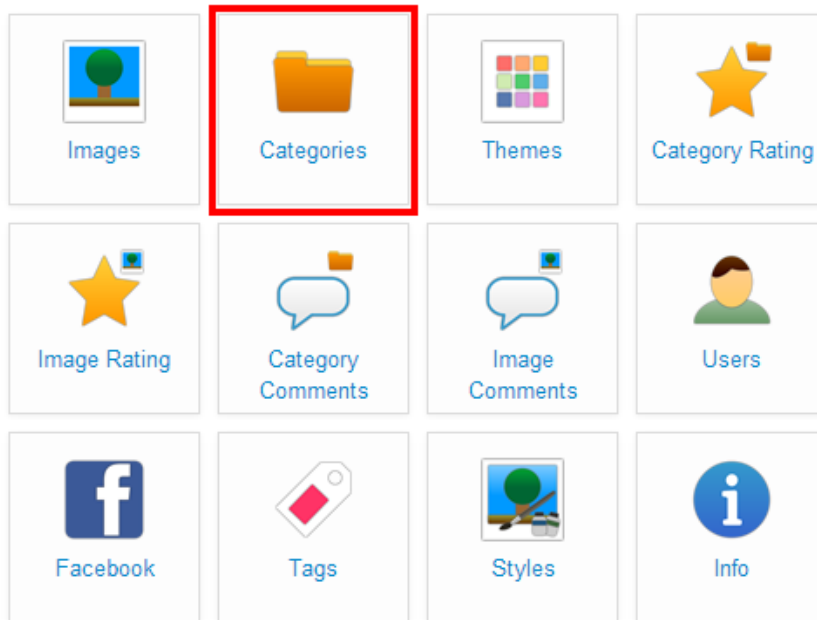 Images
Categories
Themes
Category Rating
Image Rating
Category
Comments
Image
Comments
Users
Facebook
Tags
Styles
Info